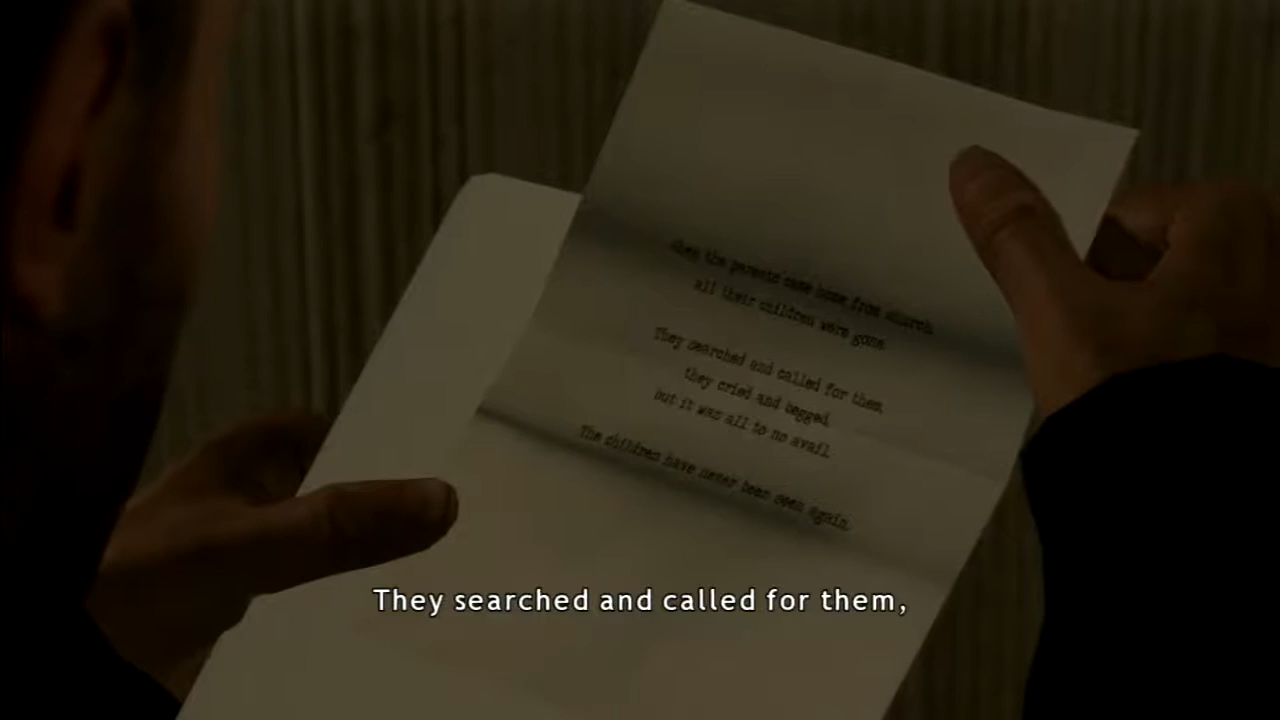 When the parents came home from church
all their children were gone.
They searched and called for them,
they cried and begged,
but it was all to no avail.
The children have never been seen again.
They searched and called for them,